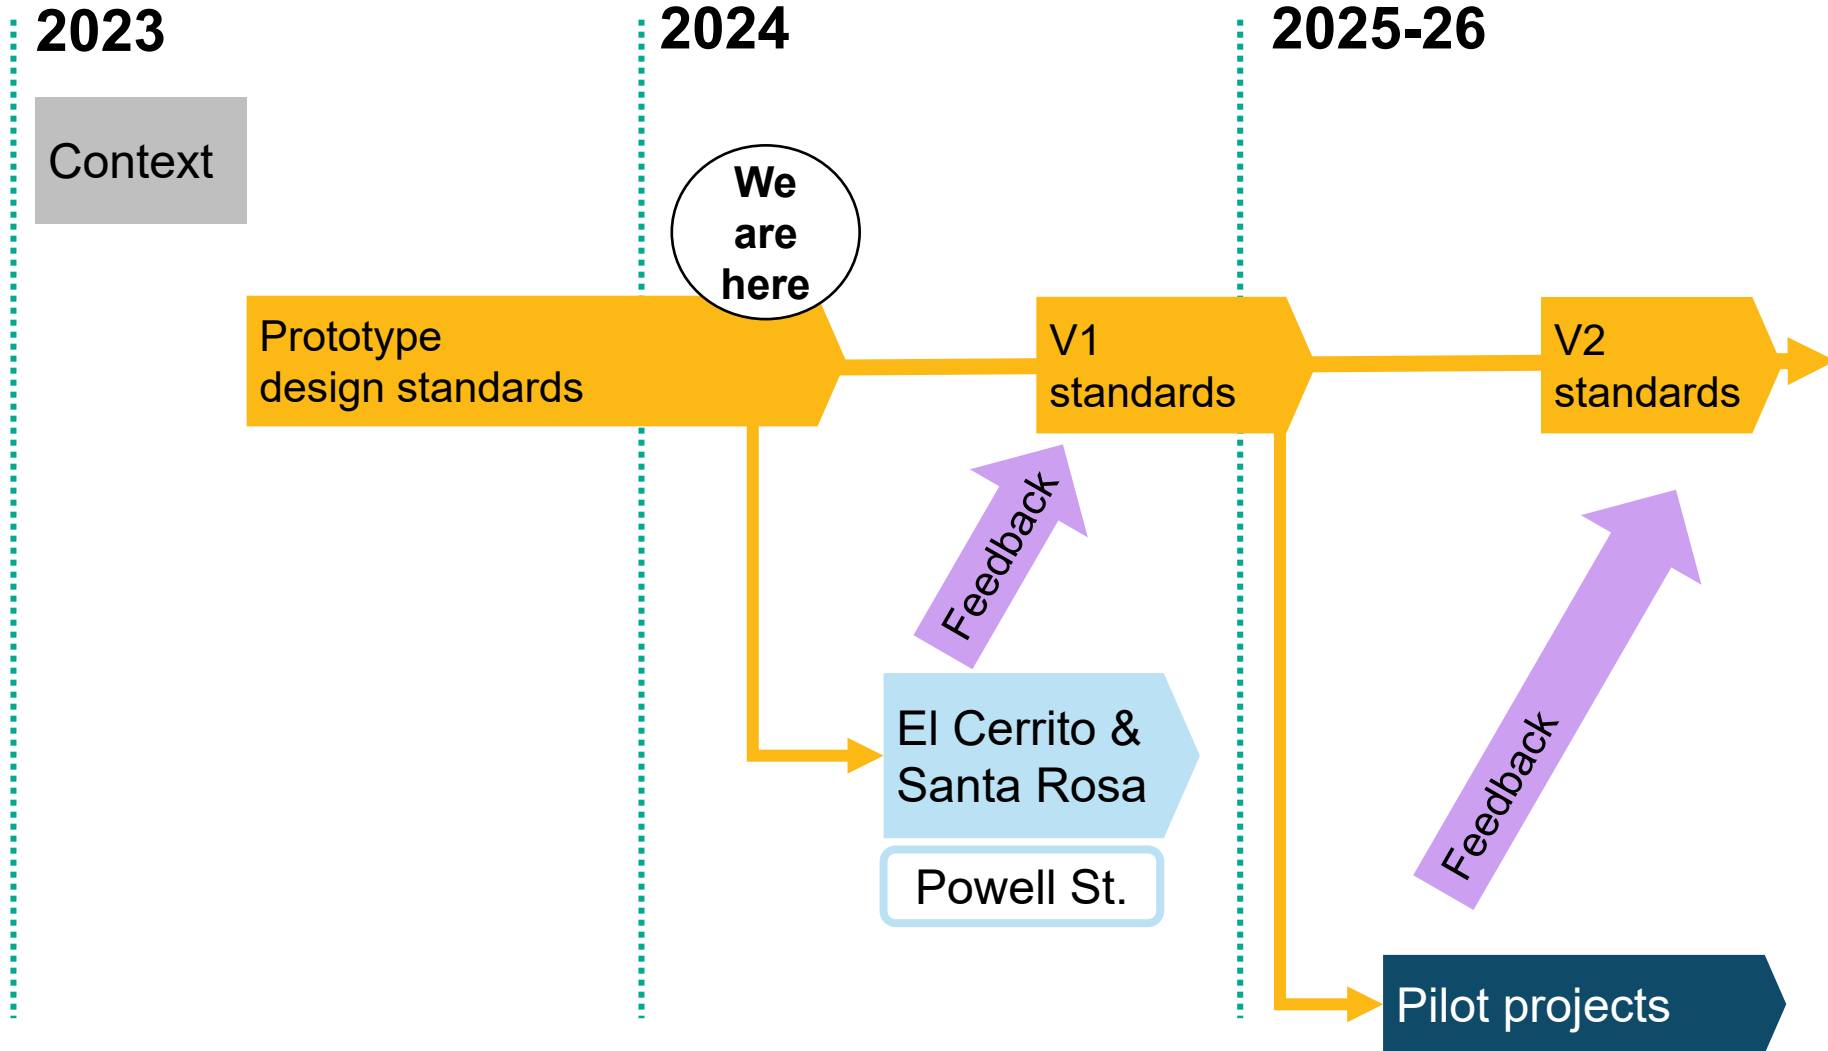 2023
2024
2025-26
Context
We
are
here
Prototype
design standards
V1
standards
V2
standards
Feedback
El Cerrito &
Santa Rosa
Powell St.
Feedback
Pilot projects